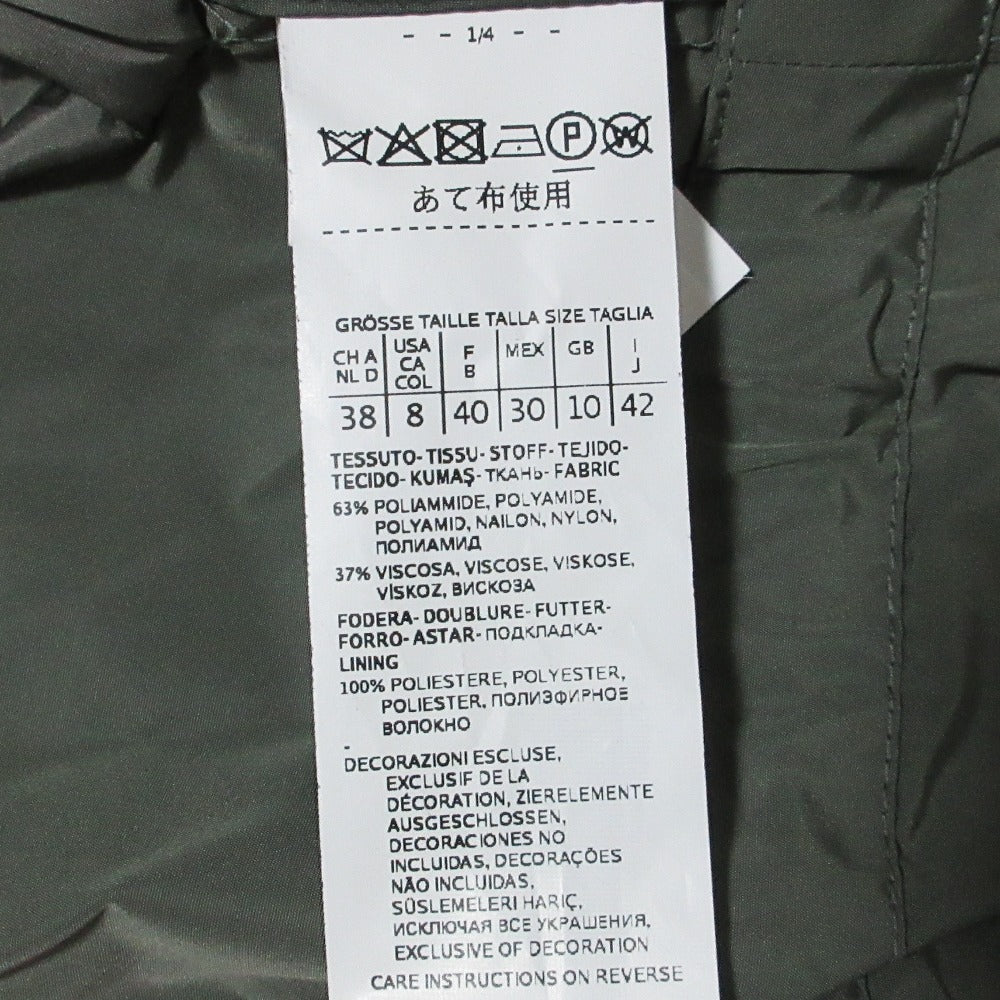 - - 1/4 - -
P W
あて布使用
GRÖSSE TAILLE TALLA SIZE TAGLIA
CH A NL D USA CA COL F B MEX GB I J
38 8 40 30 10 42
TESSUTO- TISSU- STOFF- TEJIDO-
TECIDO- KUMAŞ- ТКАНЬ- FABRIC
63% POLIAMMIDE, POLYAMIDE,
POLYAMID, NAILON, NYLON,
ПОЛИАМИД
37% VISCOSA, VISCOSE, VISKOSE,
VİSKOZ, ВИСКОЗА
FODERA- DOUBLURE- FUTTER-
FORRO- ASTAR- ПОДКЛАДКА-
LINING
100% POLIESTERE, POLYESTER,
POLIESTER, ПОЛИЭФИРНОЕ
ВОЛОКНО
DECORAZIONI ESCLUSE,
EXCLUSIF DE LA
DÉCORATION, ZIERELEMENTE
AUSGESCHLOSSEN,
DECORACIONES NO
INCLUIDAS, DECORAÇÕES
NÃO INCLUIDAS,
SÜSLEMELERI HARIÇ,
ИСКЛЮЧАЯ ВСЕ УКРАШЕНИЯ,
EXCLUSIVE OF DECORATION
CARE INSTRUCTIONS ON REVERSE